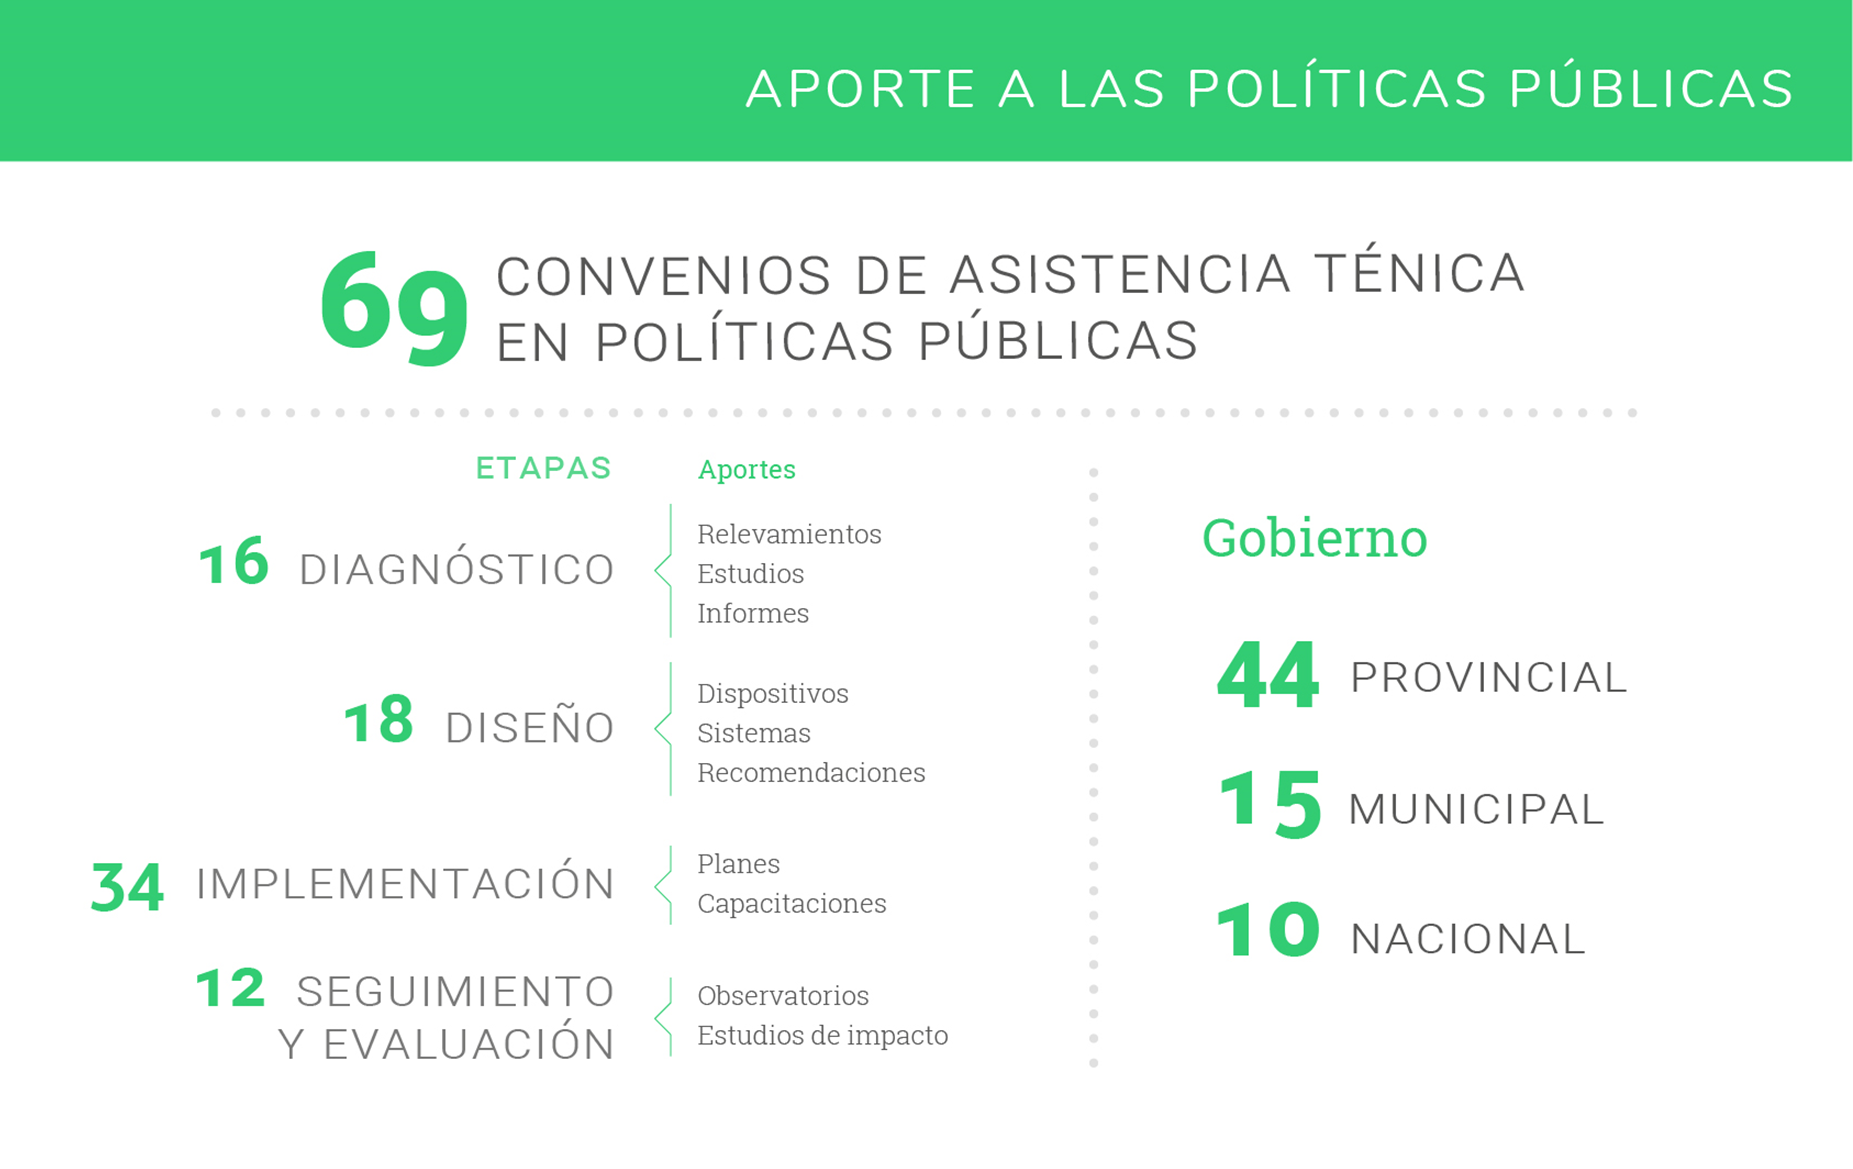 APORTE A LAS POLÍTICAS PÚBLICAS
69 CONVENIOS DE ASISTENCIA TÉNICA
EN POLÍTICAS PÚBLICAS
ETAPAS
Aportes
16 DIAGNÓSTICO
Relevamientos
Estudios
Informes
18 DISEÑO
Dispositivos
Sistemas
Recomendaciones
34 IMPLEMENTACIÓN
Planes
Capacitaciones
12 SEGUIMIENTO
Y EVALUACIÓN
Observatorios
Estudios de impacto
Gobierno
44 PROVINCIAL
15 MUNICIPAL
10 NACIONAL